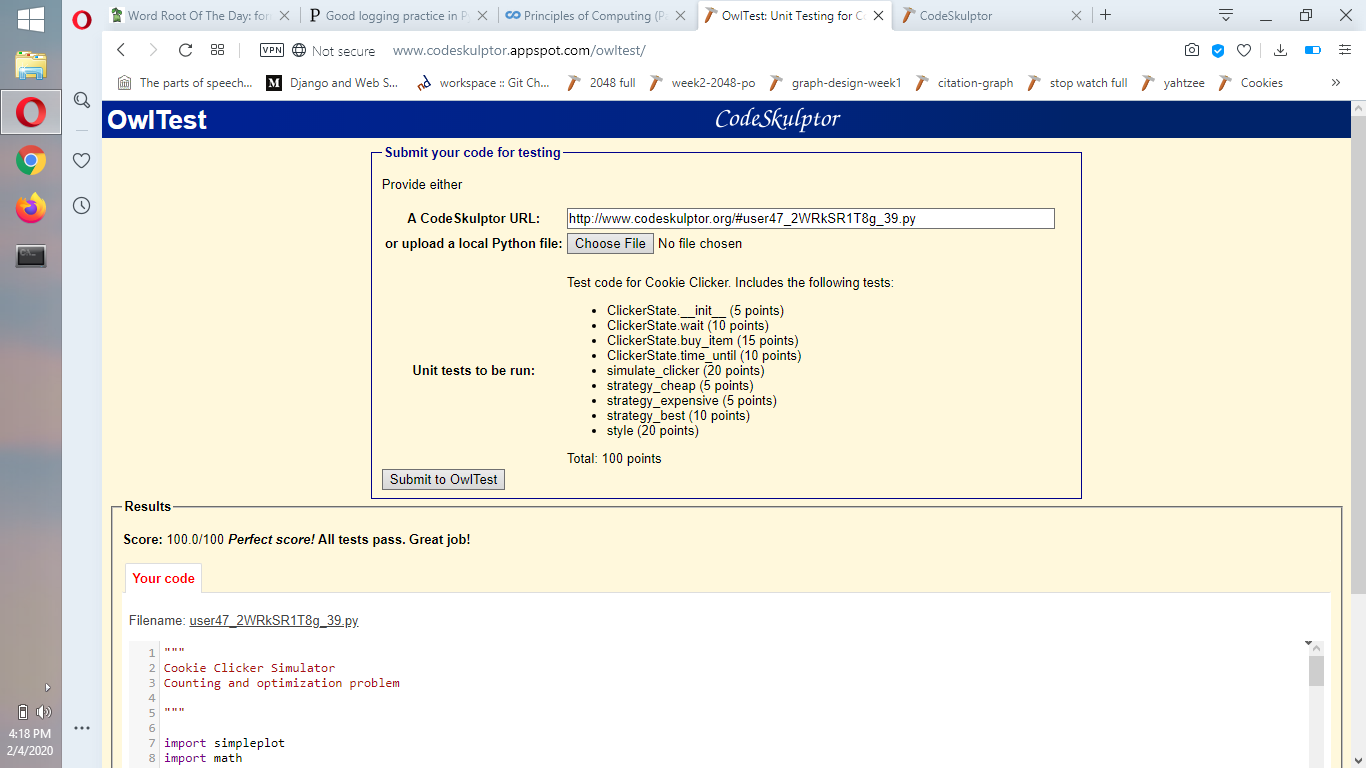 Word Root Of The Day: for
Good logging practice in P
Principles of Computing (Pa
OwlTest: Unit Testing for C
CodeSkulptor
VPN
Not secure
www.codeskulptor.appspot.com/owltest/
The parts of speech...
M
Django and Web S...
nd
workspace :: Git Ch...
2048 full
week2-2048-po
graph-design-week1
citation-graph
stop watch full
yahtzee
Cookies
»
OwlTest
CodeSkulptor
Submit your code for testing
Provide either
A CodeSkulptor URL: http://www.codeskulptor.org/#user47_2WRkSR1T8g_39.py
or upload a local Python file: Choose File No file chosen
Test code for Cookie Clicker. Includes the following tests:
• ClickerState.__init__ (5 points)
• ClickerState.wait (10 points)
• ClickerState.buy_item (15 points)
• ClickerState.time_until (10 points)
Unit tests to be run: • simulate_clicker (20 points)
• strategy_cheap (5 points)
• strategy_expensive (5 points)
• strategy_best (10 points)
• style (20 points)
Total: 100 points
Submit to OwlTest
Results
Score: 100.0/100 Perfect score! All tests pass. Great job!
Your code
Filename: user47_2WRkSR1T8g_39.py
1 """
2 Cookie Clicker Simulator
3 Counting and optimization problem
4
5 """
6
7 import simpleplot
8 import math
4:18 PM
2/4/2020